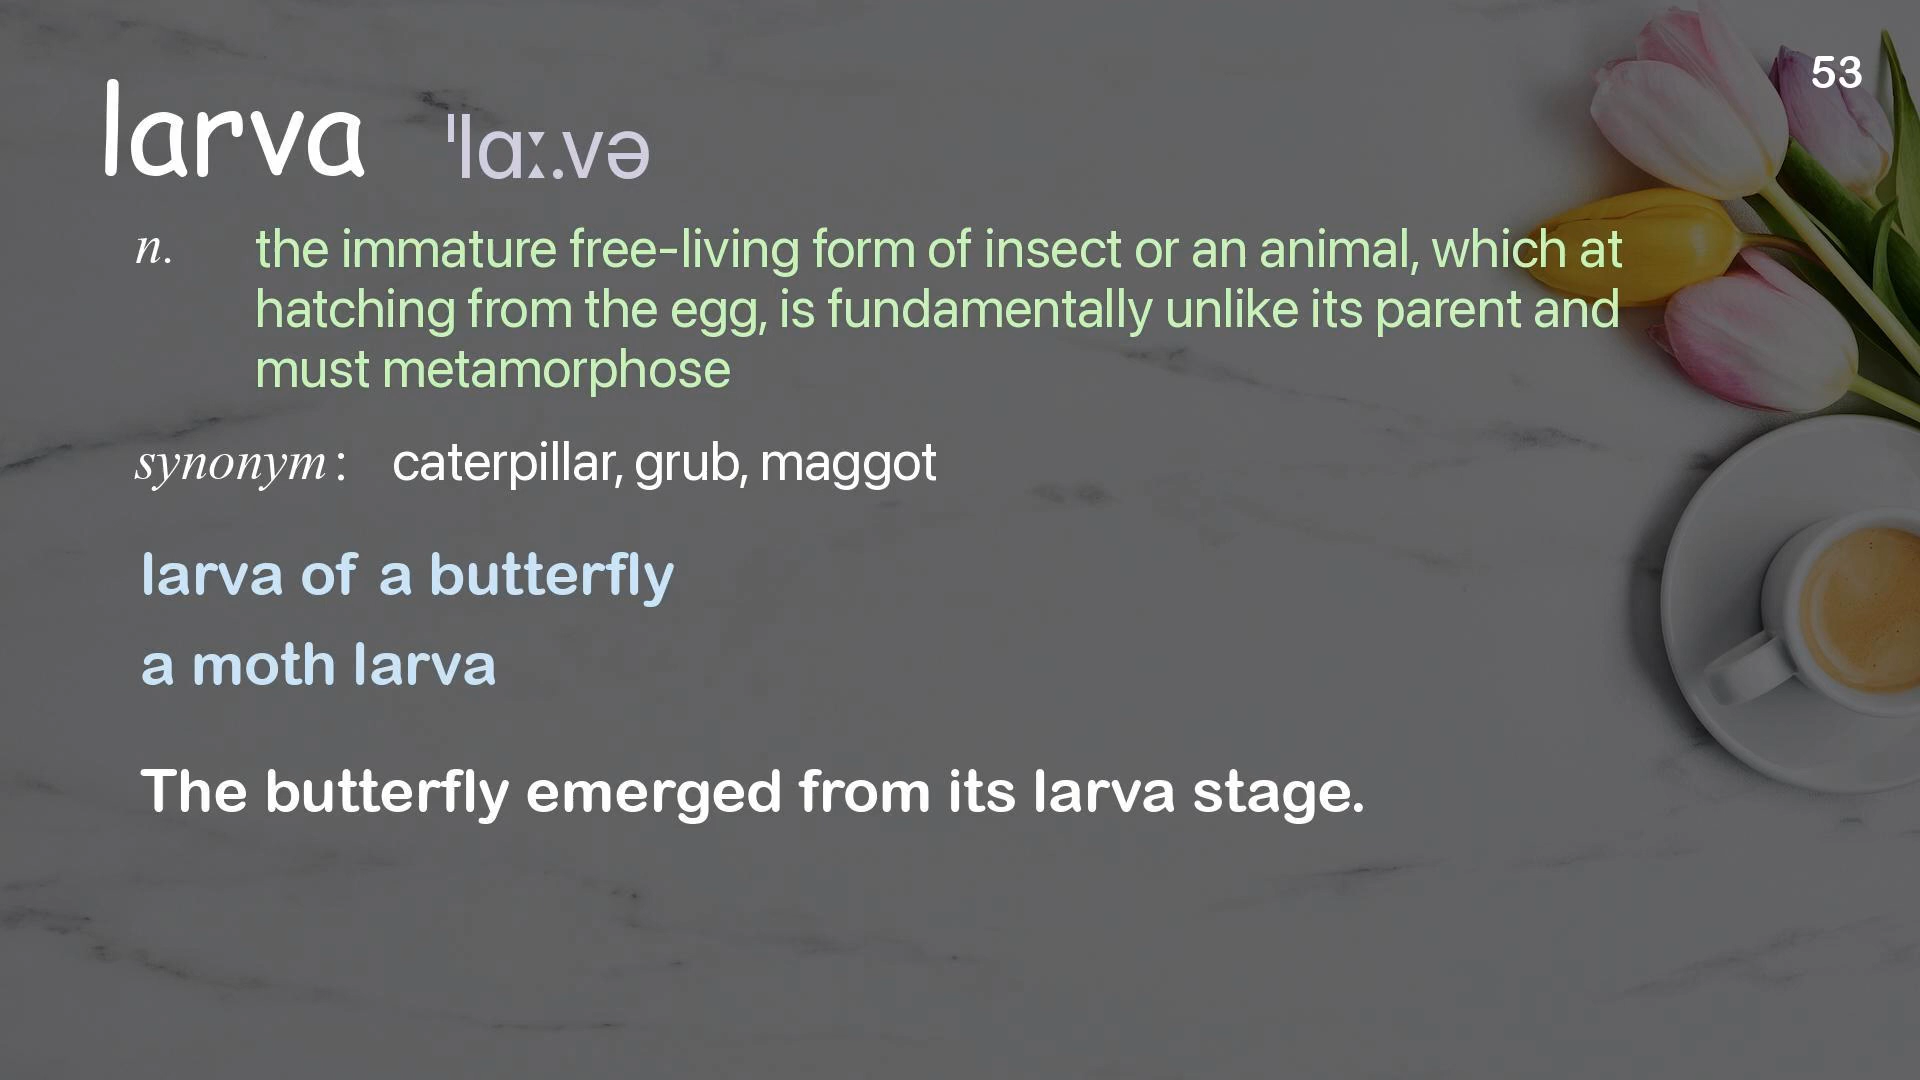 53
larva ˈlɑː.və
n. the immature free-living form of insect or an animal, which at
hatching from the egg, is fundamentally unlike its parent and
must metamorphose
synonym : caterpillar, grub, maggot
larva of a butterfly
a moth larva
The butterfly emerged from its larva stage.